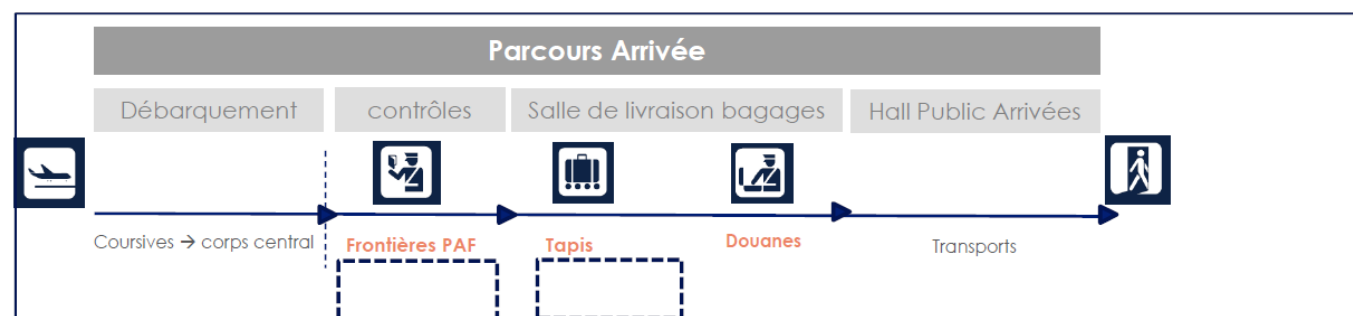 Parcours Arrivée
Débarquement
contrôles
Salle de livraison bagages
Hall Public Arrivées
Coursives → corps central
Frontières PAF
Tapis
Douanes
Transports